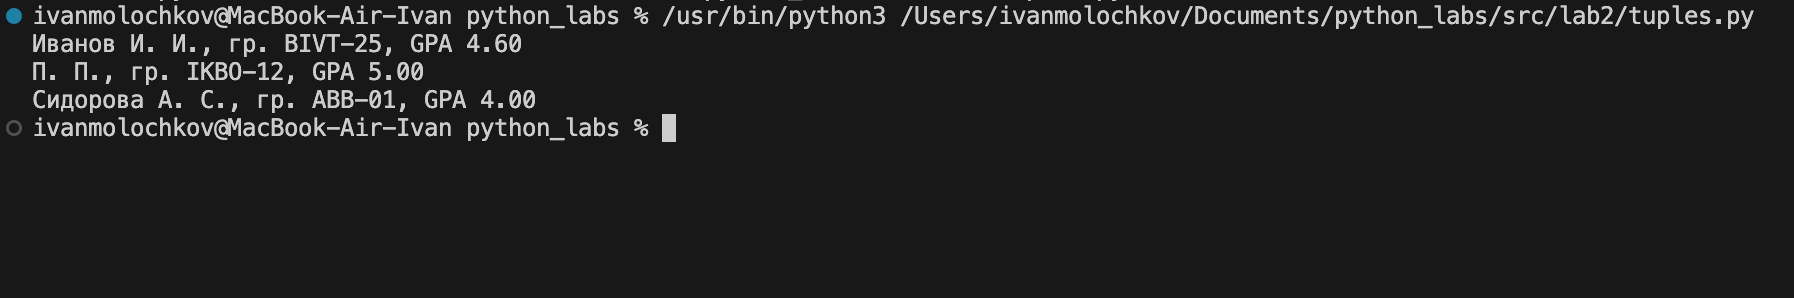 ivanmolochkov@MacBook-Air-Ivan python_labs % /usr/bin/python3 /Users/ivanmolochkov/Documents/python_labs/src/lab2/tuples.py
Иванов И. И., гр. BIVT-25, GPA 4.60
П. П., гр. IKBO-12, GPA 5.00
Сидорова А. С., гр. ABB-01, GPA 4.00
ivanmolochkov@MacBook-Air-Ivan python_labs %